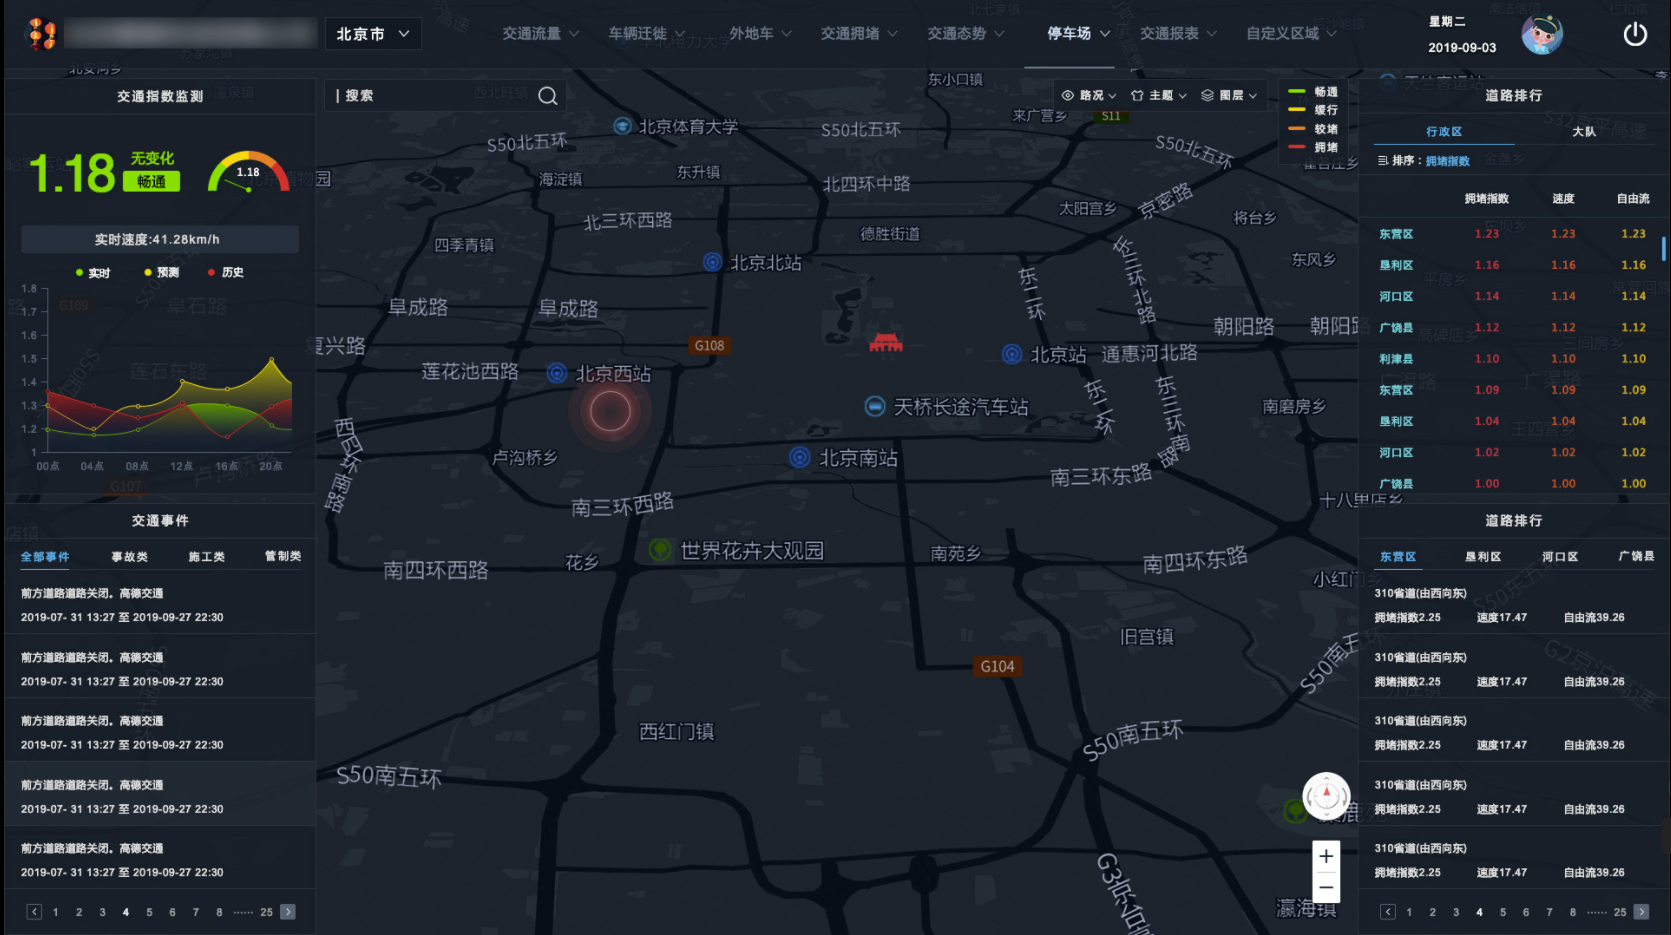 北京市
交通流量
车辆迁徙
外地车
交通拥堵
交通态势
停车场
交通报表
自定义区域
星期二
2019-09-03
交通指数监测
1.18
无变化
畅通
1.18
实时速度:41.28km/h
实时
预测
历史
1.8
1.7
1.6
1.5
1.4
1.3
1.2
1
00点 04点 08点 12点 16点 20点
交通事件
全部事件 事故类 施工类 管制类
前方道路道路关闭。高德交通
2019-07- 31 13:27 至 2019-09-27 22:30
前方道路道路关闭。高德交通
2019-07- 31 13:27 至 2019-09-27 22:30
前方道路道路关闭。高德交通
2019-07- 31 13:27 至 2019-09-27 22:30
前方道路道路关闭。高德交通
2019-07- 31 13:27 至 2019-09-27 22:30
前方道路道路关闭。高德交通
2019-07- 31 13:27 至 2019-09-27 22:30
< 1 2 3 4 5 6 7 8 ······ 25 >
搜索
路况
主题
图层
畅通
缓行
较堵
拥堵
东小口镇
来广营乡
S11
北京体育大学
S50北五环
S50北五环
S50北五环
海淀镇
东升镇
北四环中路
太阳宫乡
京密路
将台乡
北三环西路
四季青镇
德胜街道
北京北站
东风乡
东二环
东三环北路
阜成路
阜成路
朝阳路
朝阳路
复兴路
G108
莲花池西路
北京西站
北京站
通惠河北路
天桥长途汽车站
东二环
东三环南路
南磨房乡
西四环南路
卢沟桥乡
北京南站
南三环东路
南三环西路
十八里店乡
世界花卉大观园
花乡
南苑乡
南四环西路
南四环东路
小红门乡
旧宫镇
G104
S50南五环
西红门镇
S50南五环
S50南五环
G3京台
瀛海镇
+
−
道路排行
行政区 大队
排序：拥堵指数
拥堵指数 速度 自由流
东营区 1.23 1.23 1.23
垦利区 1.16 1.16 1.16
河口区 1.14 1.14 1.14
广饶县 1.12 1.12 1.12
利津县 1.10 1.10 1.10
东营区 1.09 1.09 1.09
垦利区 1.04 1.04 1.04
河口区 1.02 1.02 1.02
广饶县 1.00 1.00 1.00
道路排行
东营区 垦利区 河口区 广饶县
310省道(由西向东)
拥堵指数2.25 速度17.47 自由流39.26
310省道(由西向东)
拥堵指数2.25 速度17.47 自由流39.26
310省道(由西向东)
拥堵指数2.25 速度17.47 自由流39.26
310省道(由西向东)
拥堵指数2.25 速度17.47 自由流39.26
310省道(由西向东)
拥堵指数2.25 速度17.47 自由流39.26
< 1 2 3 4 5 6 7 8 ······ 25 >